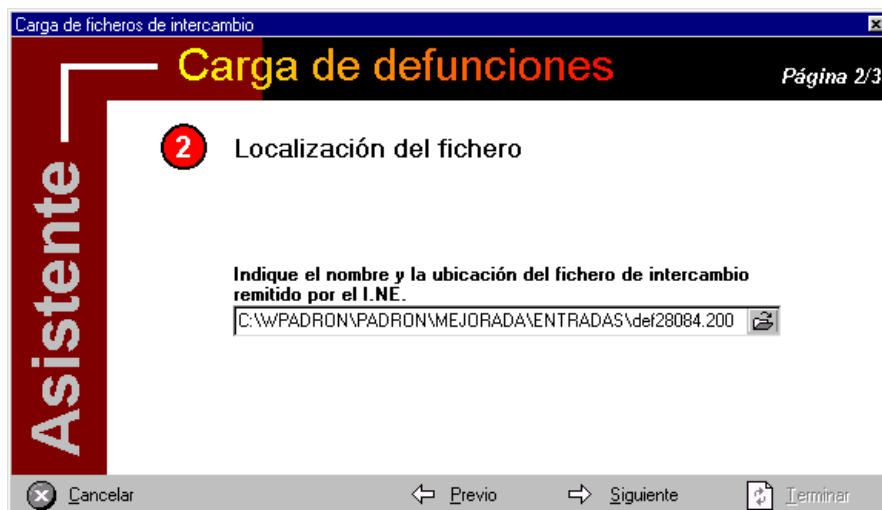 Carga de ficheros de intercambio
Carga de defunciones
Página 2/3
Asistente
2
Localización del fichero
Indique el nombre y la ubicación del fichero de intercambio
remitido por el I.NE.
C:\WPADRON\PADRON\MEJORADA\ENTRADAS\def28084.200
Cancelar
Previo
Siguiente
Terminar